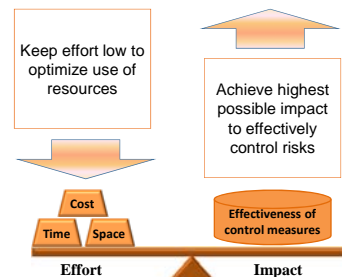 Keep effort low to
optimize use of
resources
Achieve highest
possible impact
to effectively
control risks
Cost
Time
Space
Effectiveness of
control measures
Effort
Impact